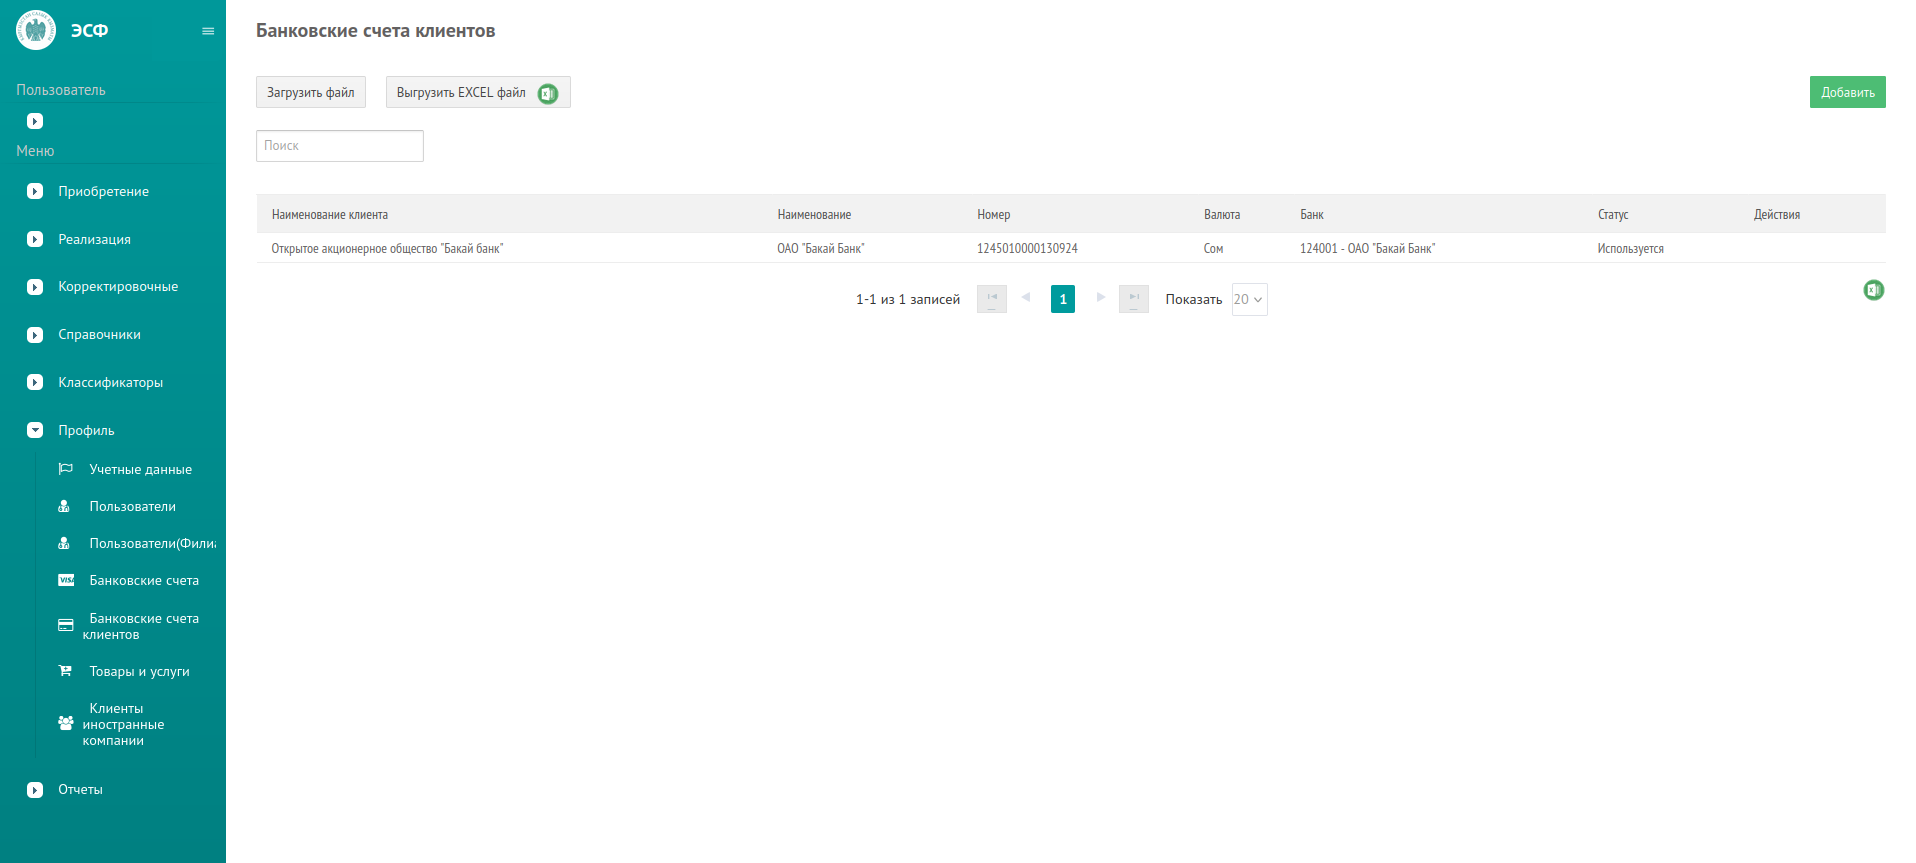 ЭСФ
Пользователь
Меню
Приобретение
Реализация
Корректировочные
Справочники
Классификаторы
Профиль
Учетные данные
Пользователи
Пользователи(Филиа
Банковские счета
Банковские счета
клиентов
Товары и услуги
Клиенты
иностранные
компании
Отчеты
Банковские счета клиентов
Загрузить файл Выгрузить EXCEL файл Добавить
Поиск
Наименование клиента Наименование Номер Валюта Банк Статус Действия
Открытое акционерное общество "Бакай банк" ОАО "Бакай Банк" 1245010000130924 Сом 124001 - ОАО "Бакай Банк" Используется
1-1 из 1 записей 1 Показать 20